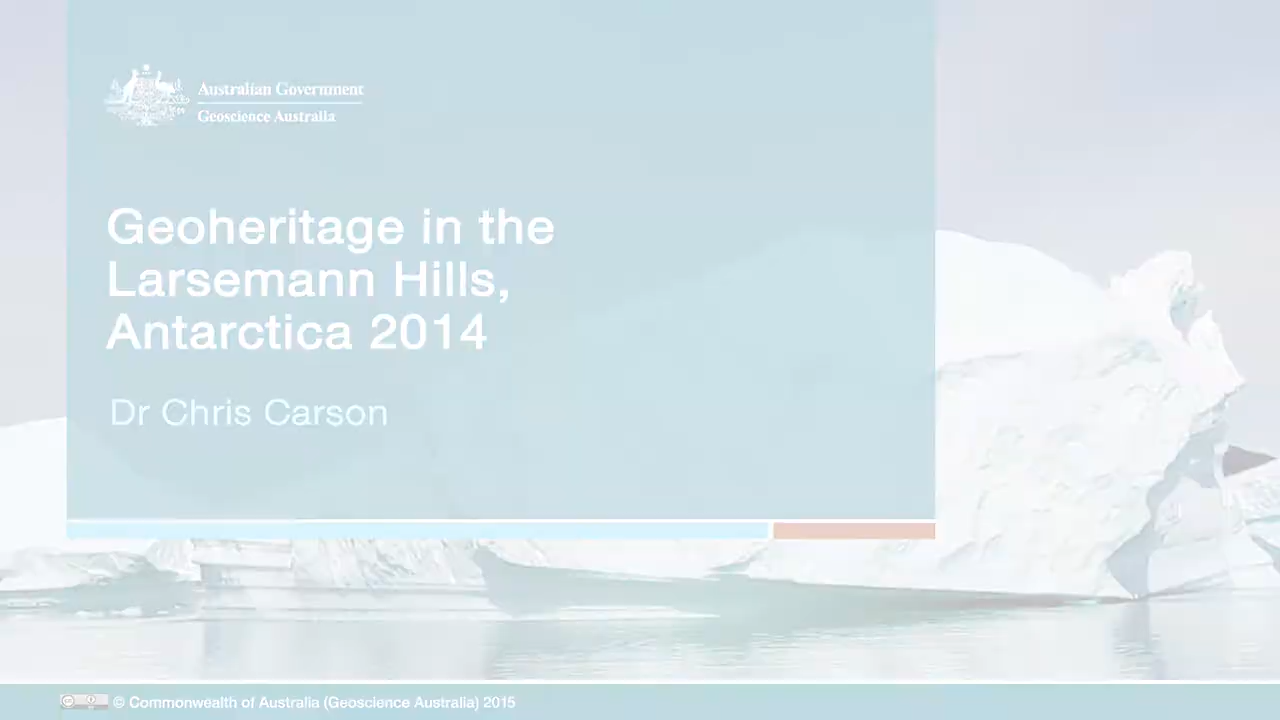 Australian Government
Geoscience Australia
Geoheritage in the
Larsemann Hills,
Antarctica 2014
Dr Chris Carson
© Commonwealth of Australia (Geoscience Australia) 2015